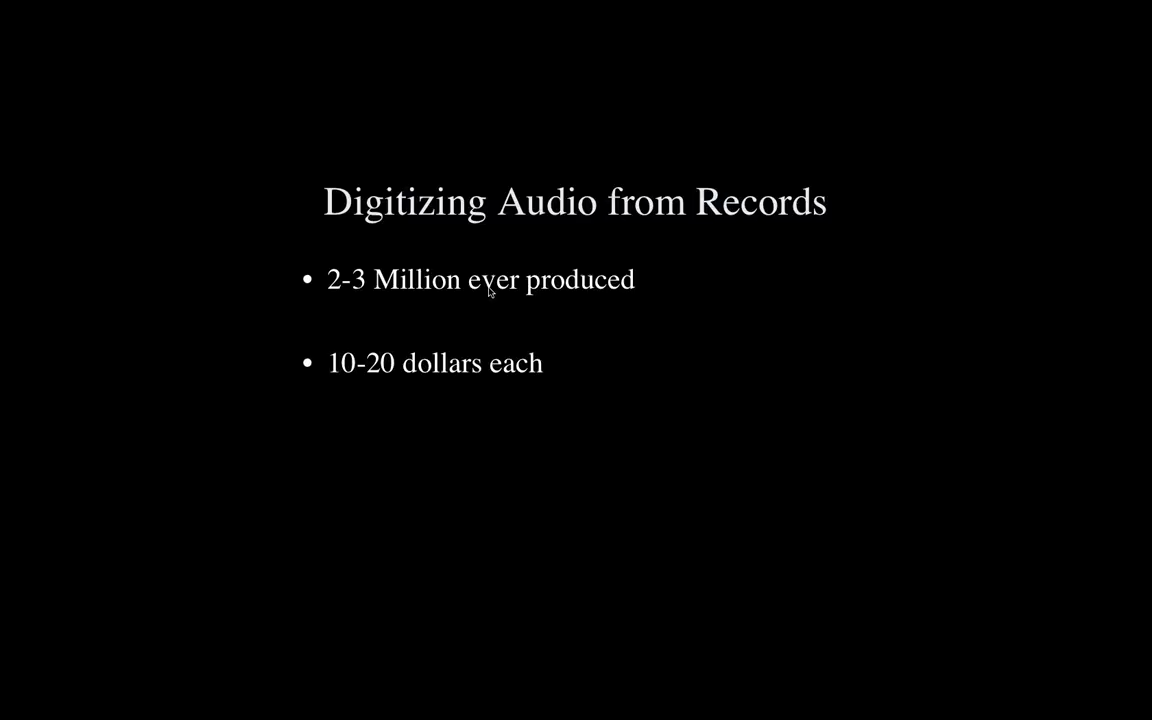 Digitizing Audio from Records
• 2-3 Million ever produced
• 10-20 dollars each